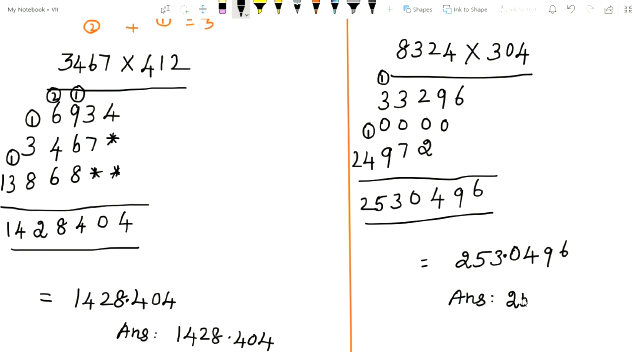 My Notebook • VII
Shapes Ink to Shape
② + ① = 3
3467 X 412
② ①
① 6934
① 3467*
13868**
1428404
= 1428.404
Ans: 1428.404
8324 X 304
①
33296
① 0000
24972
2530496
= 253.0496
Ans: 25